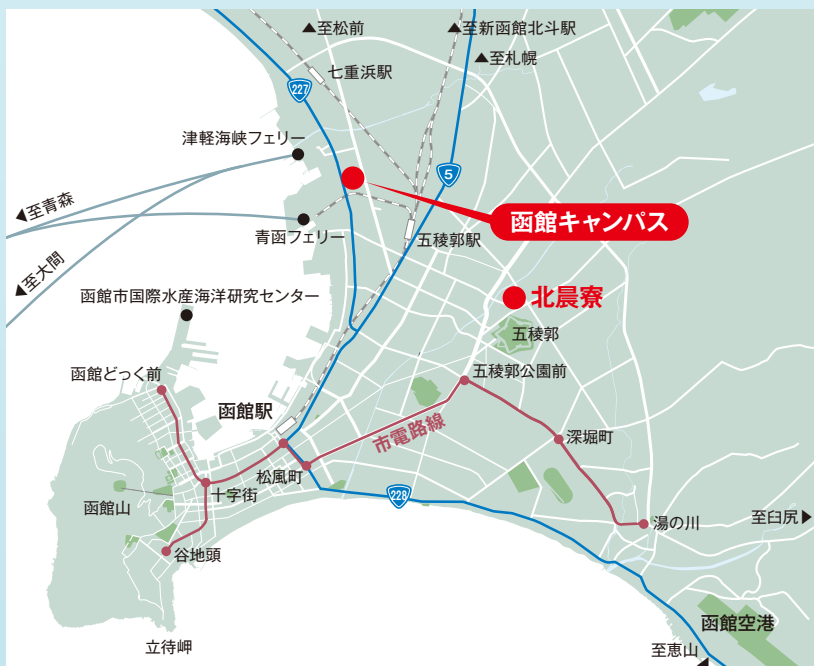 ▲至松前
▲至新函館北斗駅
▲至札幌
七重浜駅
227
津軽海峡フェリー
5
函館キャンパス
◀至青森
青函フェリー
五稜郭駅
◀至大間
函館市国際水産海洋研究センター
北晨寮
五稜郭
函館どっく前
五稜郭公園前
函館駅
市電路線
深堀町
松風町
十字街
228
函館山
湯の川
至臼尻▶
谷地頭
函館空港
立待岬
至恵山